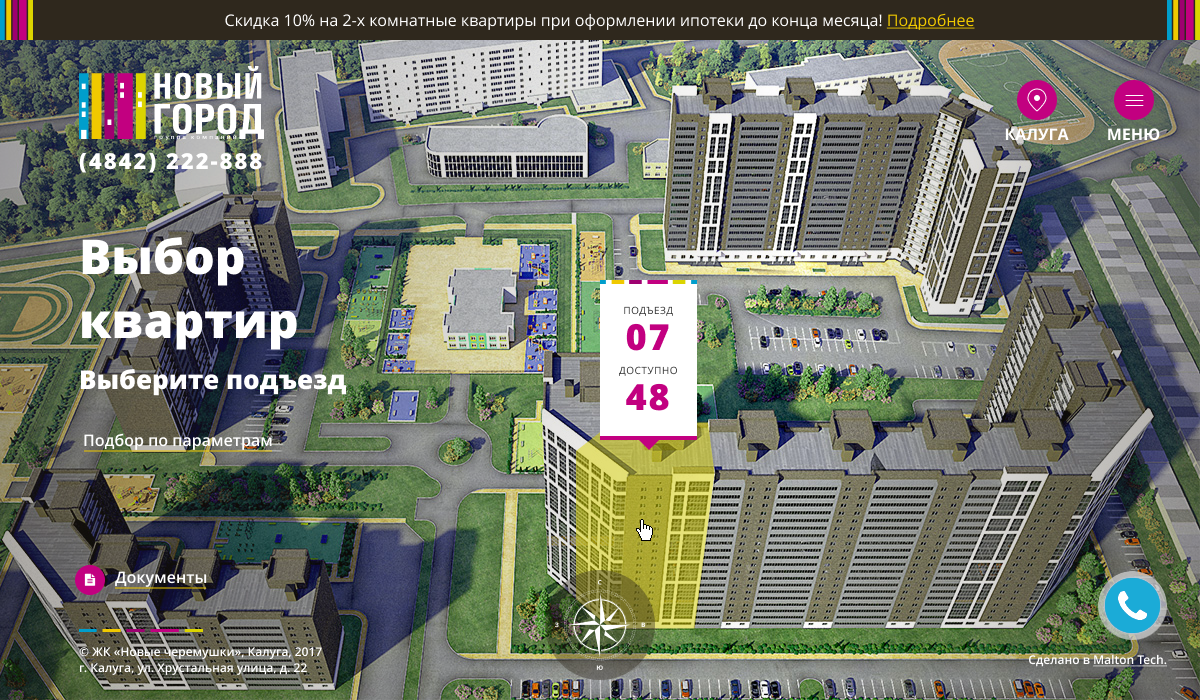 Скидка 10% на 2-х комнатные квартиры при оформлении ипотеки до конца месяца! Подробнее
НОВЫЙ
ГОРОД
группа компаний
(4842) 222-888
КАЛУГА
МЕНЮ
Выбор
квартир
Выберите подъезд
Подбор по параметрам
ПОДЪЕЗД
07
ДОСТУПНО
48
Документы
© ЖК «Новые черемушки», Калуга, 2017
г. Калуга, ул. Хрустальная улица, д. 22
С
З
В
Ю
Сделано в Malton Tech.